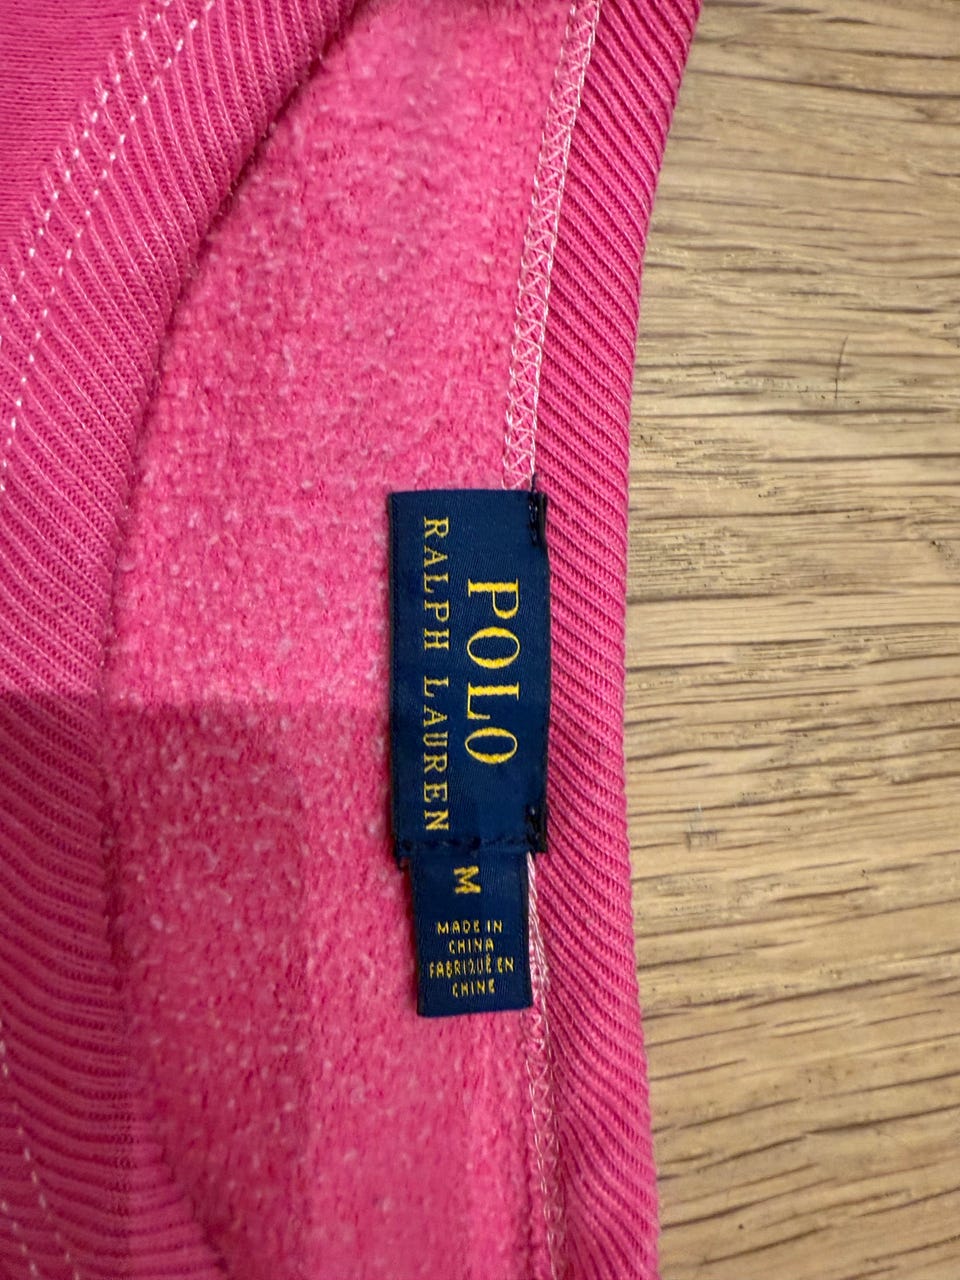 POLO
RALPH LAUREN
M
MADE IN
CHINA
FABRIQUÉ EN
CHINE